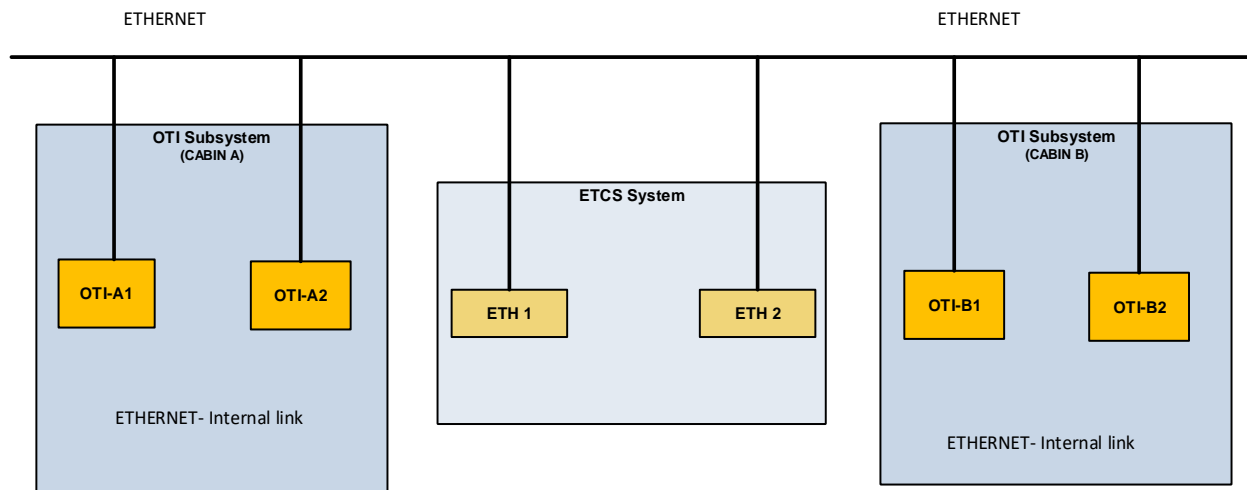 ETHERNET
ETHERNET
OTI Subsystem
(CABIN A)
OTI-A1
OTI-A2
ETHERNET- Internal link
ETCS System
ETH 1
ETH 2
OTI Subsystem
(CABIN B)
OTI-B1
OTI-B2
ETHERNET- Internal link